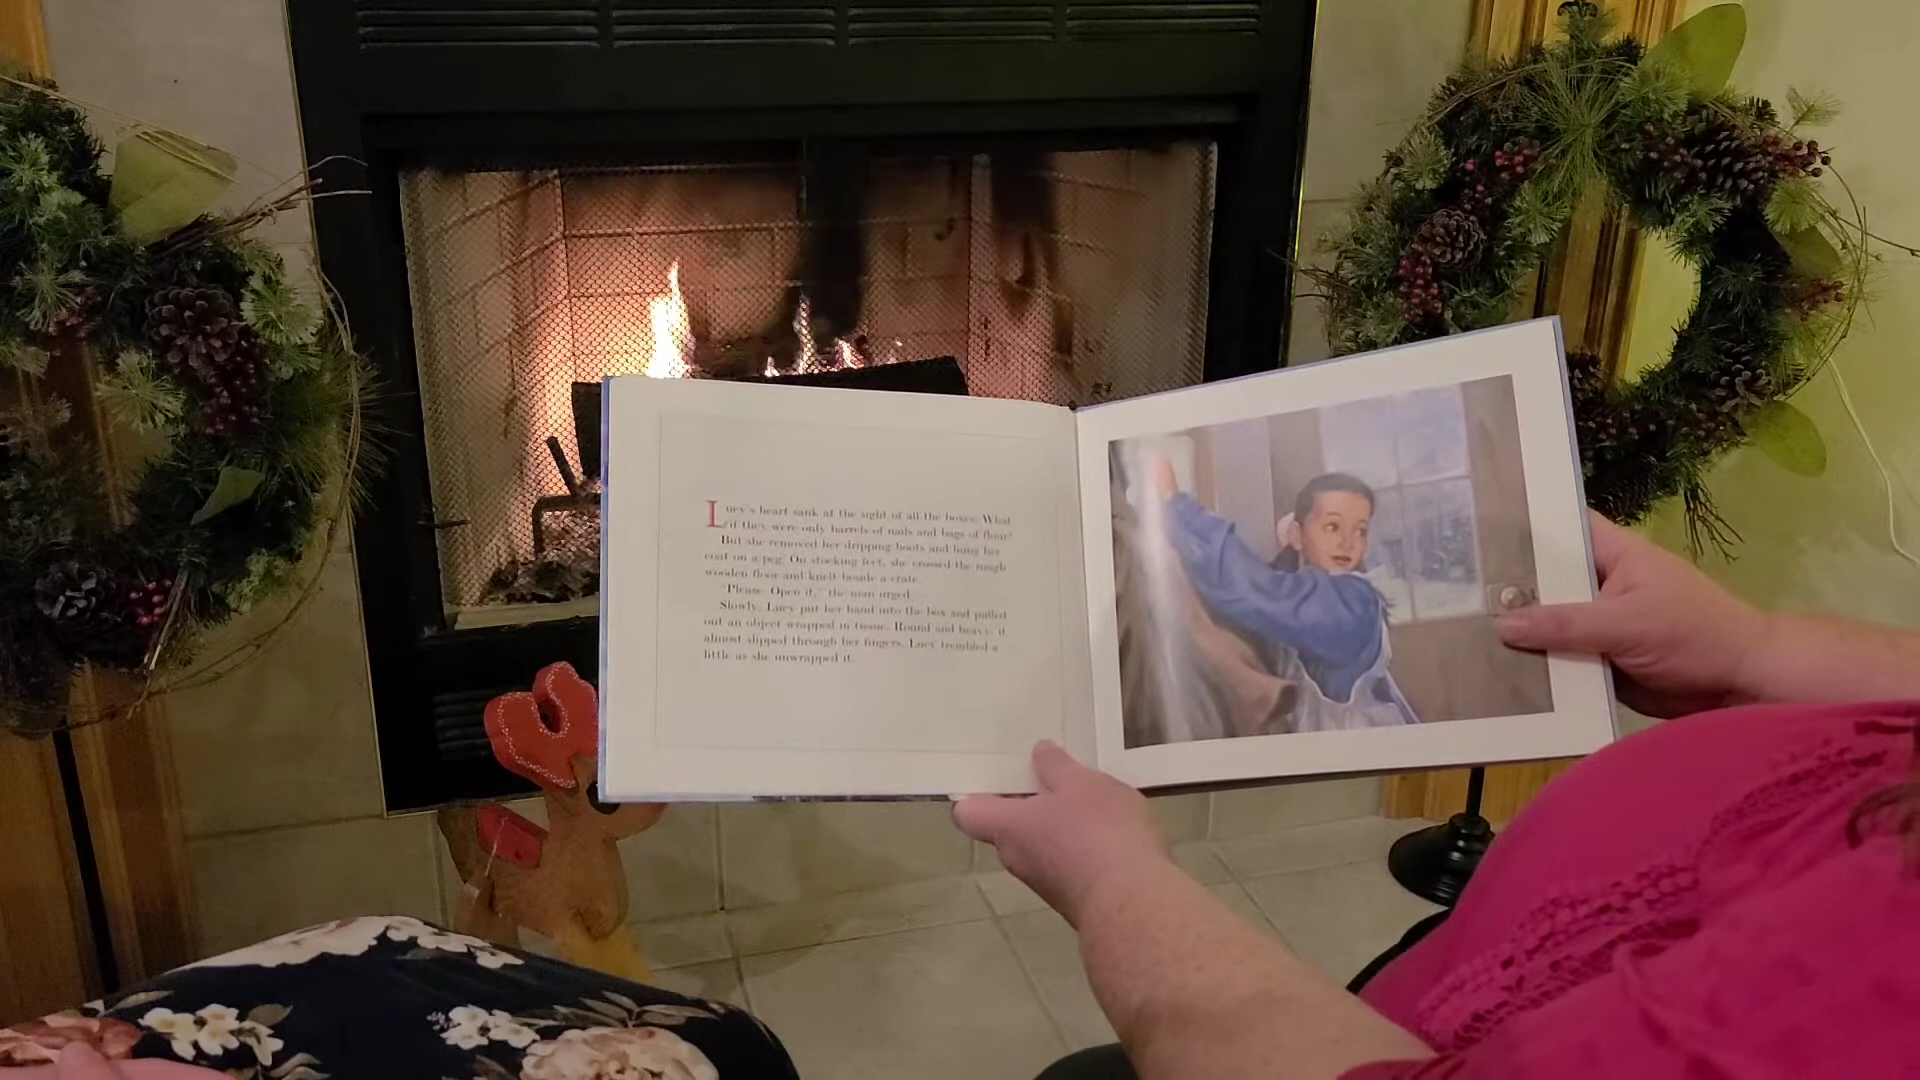 Lucy's heart sank at the sight of all the boxes. What
if they were only barrels of nails and bags of flour?
But she removed her dripping boots and hung her
coat on a peg. On stocking feet, she crossed the rough
wooden floor and knelt beside a crate.
"Please. Open it," the man urged.
Slowly, Lucy put her hand into the box and pulled
out an object wrapped in tissue. Round and heavy, it
almost slipped through her fingers. Lucy trembled a
little as she unwrapped it.